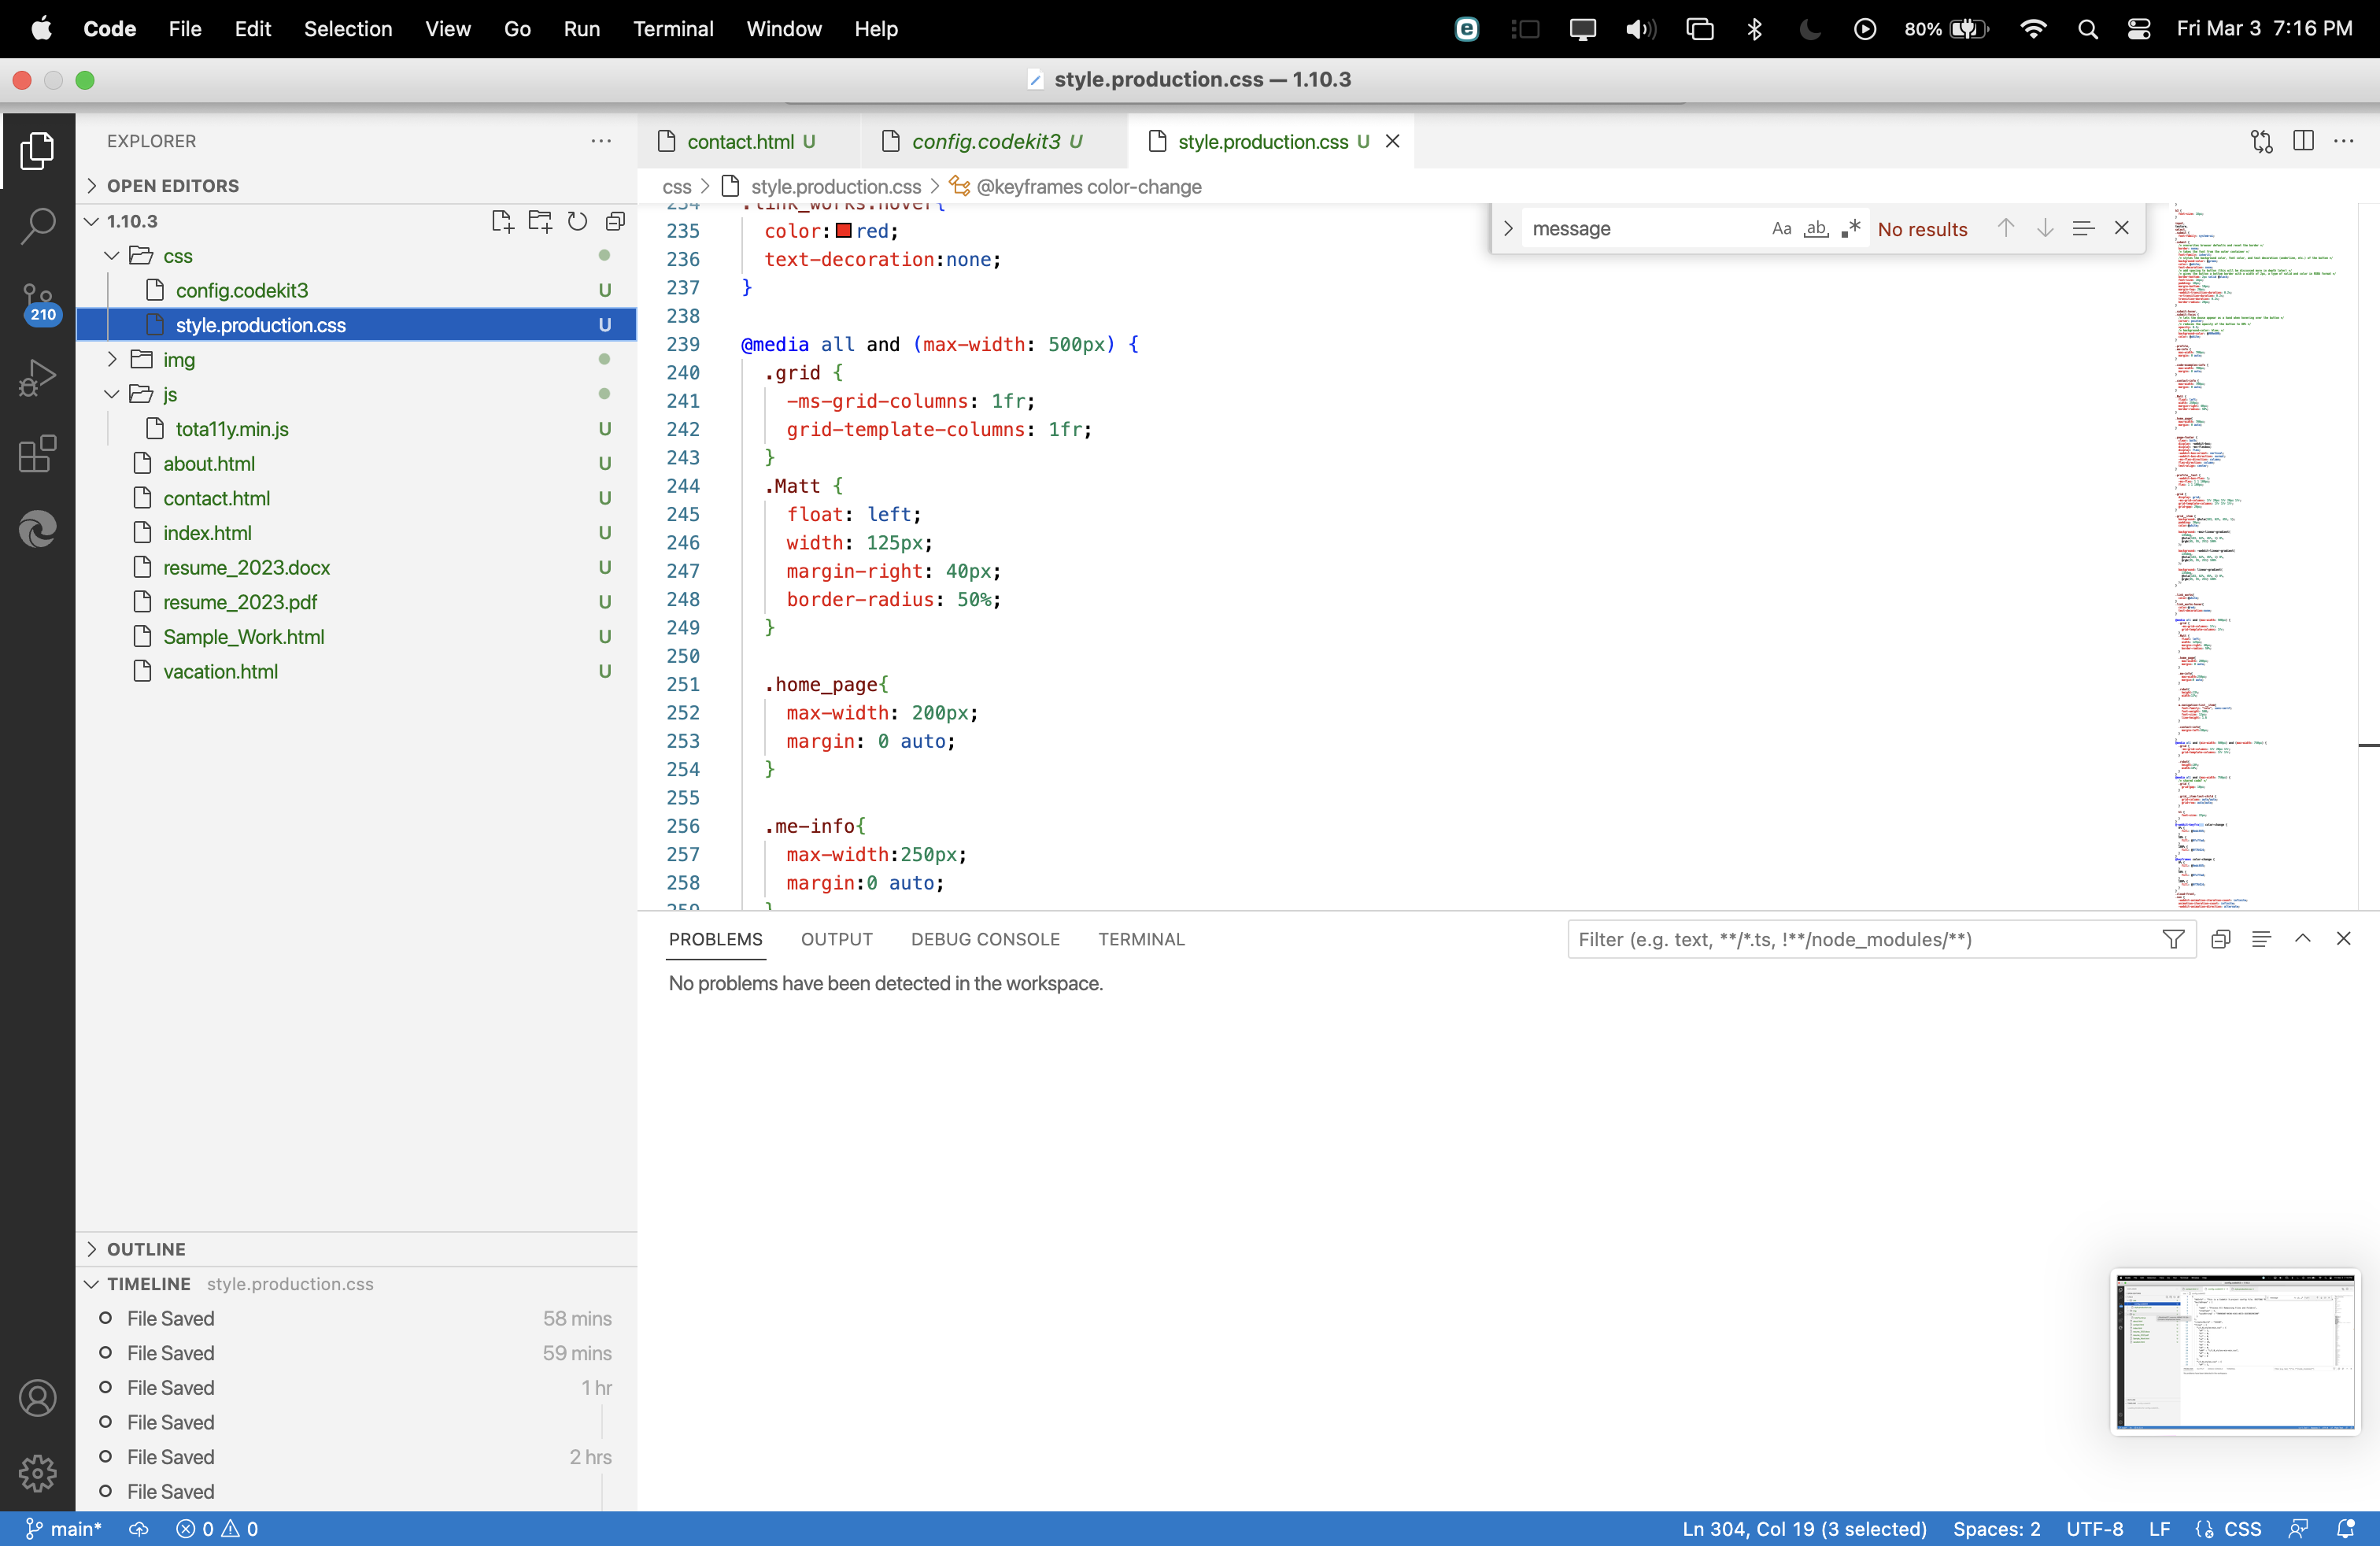 Code File Edit Selection View Go Run Terminal Window Help 80% Fri Mar 3 7:16 PM
style.production.css — 1.10.3
EXPLORER
OPEN EDITORS
1.10.3
css
config.codekit3 U
style.production.css U
img
js
tota11y.min.js U
about.html U
contact.html U
index.html U
resume_2023.docx U
resume_2023.pdf U
Sample_Work.html U
vacation.html U
210
OUTLINE
TIMELINE style.production.css
File Saved 58 mins
File Saved 59 mins
File Saved 1 hr
File Saved
File Saved 2 hrs
File Saved
contact.html U config.codekit3 U style.production.css U
css > style.production.css > @keyframes color-change
message Aa ab No results
234 .link_works:hover{
235 color: red;
236 text-decoration:none;
237 }
238
239 @media all and (max-width: 500px) {
240 .grid {
241 -ms-grid-columns: 1fr;
242 grid-template-columns: 1fr;
243 }
244 .Matt {
245 float: left;
246 width: 125px;
247 margin-right: 40px;
248 border-radius: 50%;
249 }
250
251 .home_page{
252 max-width: 200px;
253 margin: 0 auto;
254 }
255
256 .me-info{
257 max-width:250px;
258 margin:0 auto;
259 }
PROBLEMS OUTPUT DEBUG CONSOLE TERMINAL Filter (e.g. text, **/*.ts, !**/node_modules/**)
No problems have been detected in the workspace.
main* 0 0 Ln 304, Col 19 (3 selected) Spaces: 2 UTF-8 LF CSS